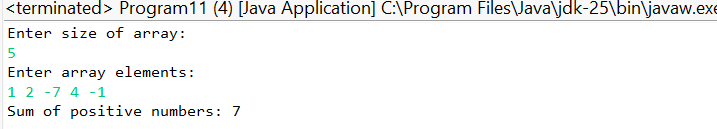 <terminated> Program11 (4) [Java Application] C:\Program Files\Java\jdk-25\bin\javaw.exe
Enter size of array:
5
Enter array elements:
1 2 -7 4 -1
Sum of positive numbers: 7